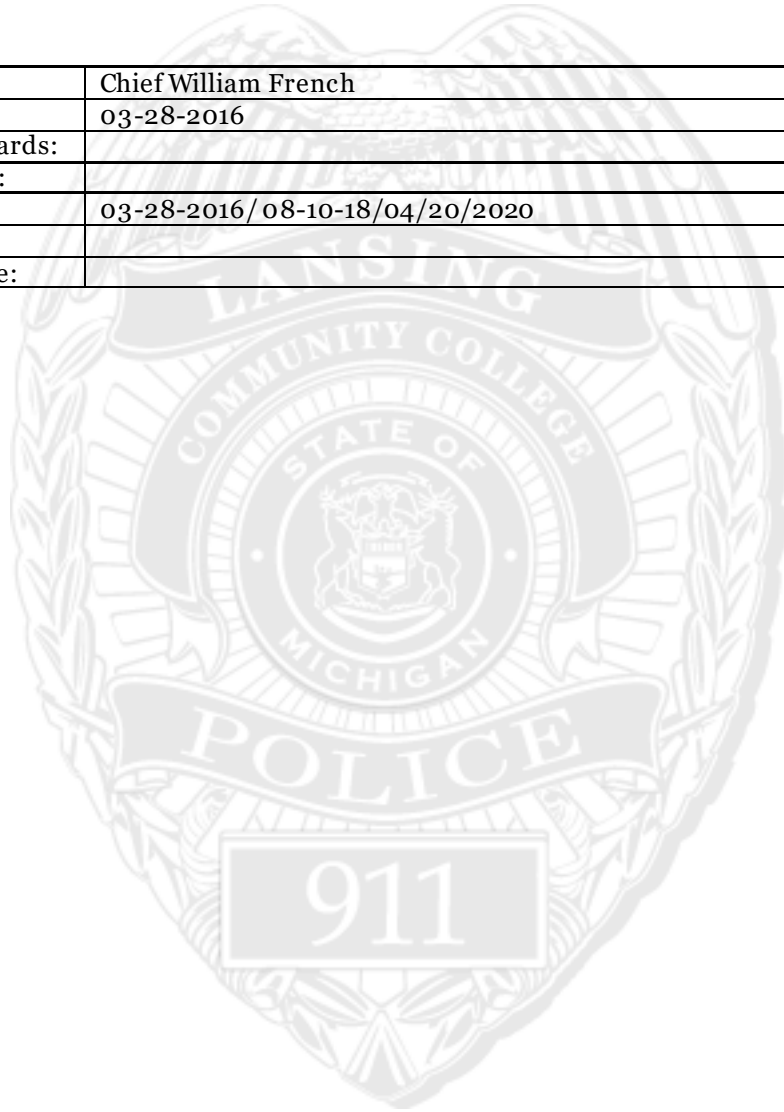 Chief William French
03-28-2016
ards:
:
03-28-2016/08-10-18/04/20/2020
e:
LANSING
COMMUNITY COLLEGE
STATE OF
MICHIGAN
POLICE
911